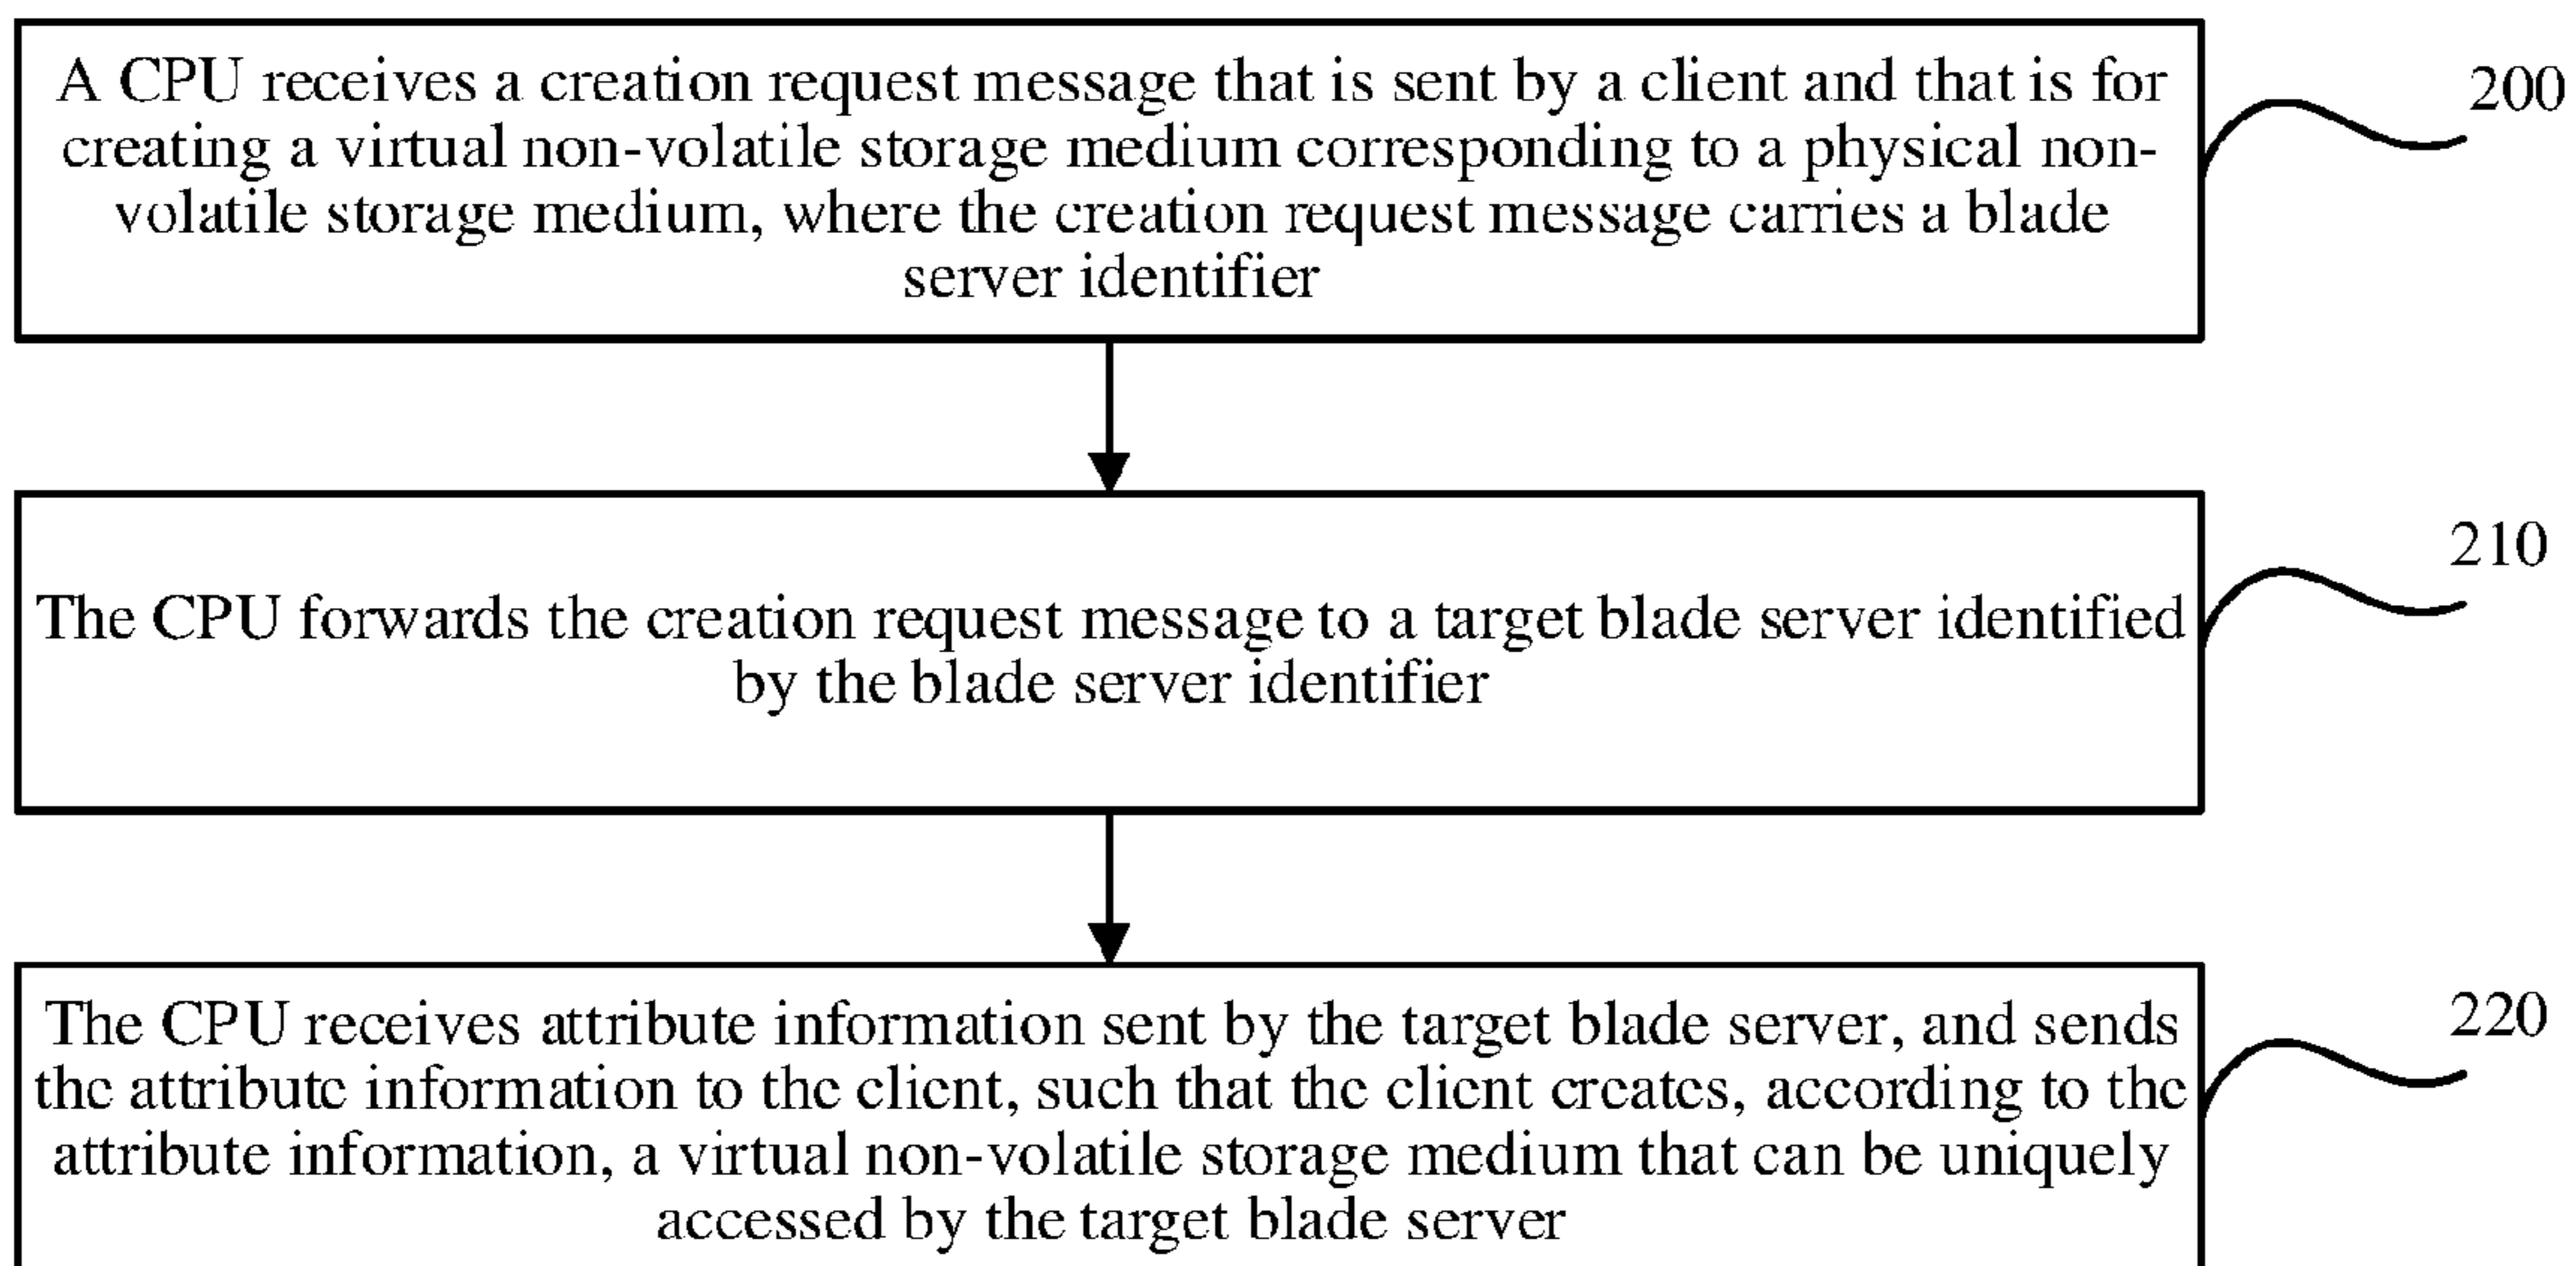 A CPU receives a creation request message that is sent by a client and that is for
creating a virtual non-volatile storage medium corresponding to a physical non-
volatile storage medium, where the creation request message carries a blade
server identifier
200
The CPU forwards the creation request message to a target blade server identified
by the blade server identifier
210
The CPU receives attribute information sent by the target blade server, and sends
the attribute information to the client, such that the client creates, according to the
attribute information, a virtual non-volatile storage medium that can be uniquely
accessed by the target blade server
220